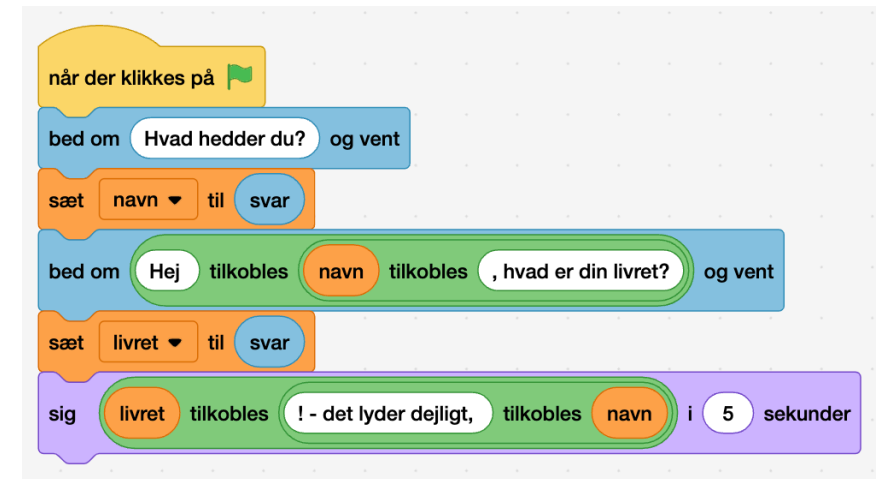 når der klikkes på
bed om Hvad hedder du? og vent
sæt navn til svar
bed om Hej tilkobles navn tilkobles , hvad er din livret? og vent
sæt livret til svar
sig livret tilkobles ! - det lyder dejligt, tilkobles navn i 5 sekunder